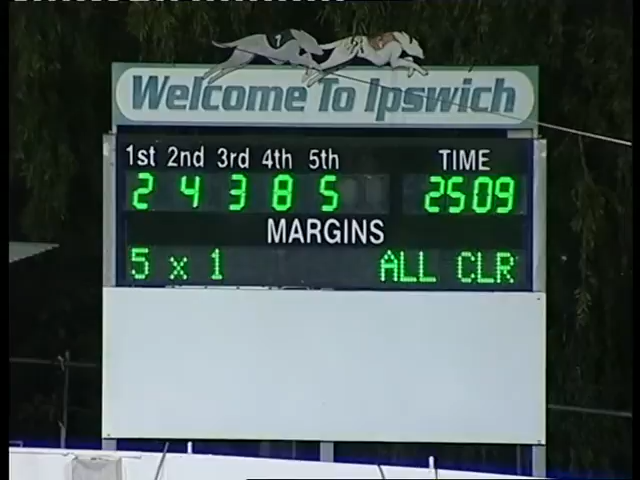 Welcome To Ipswich
1st 2nd 3rd 4th 5th TIME
2 4 3 8 5 2509
MARGINS
5 x 1 ALL CLR